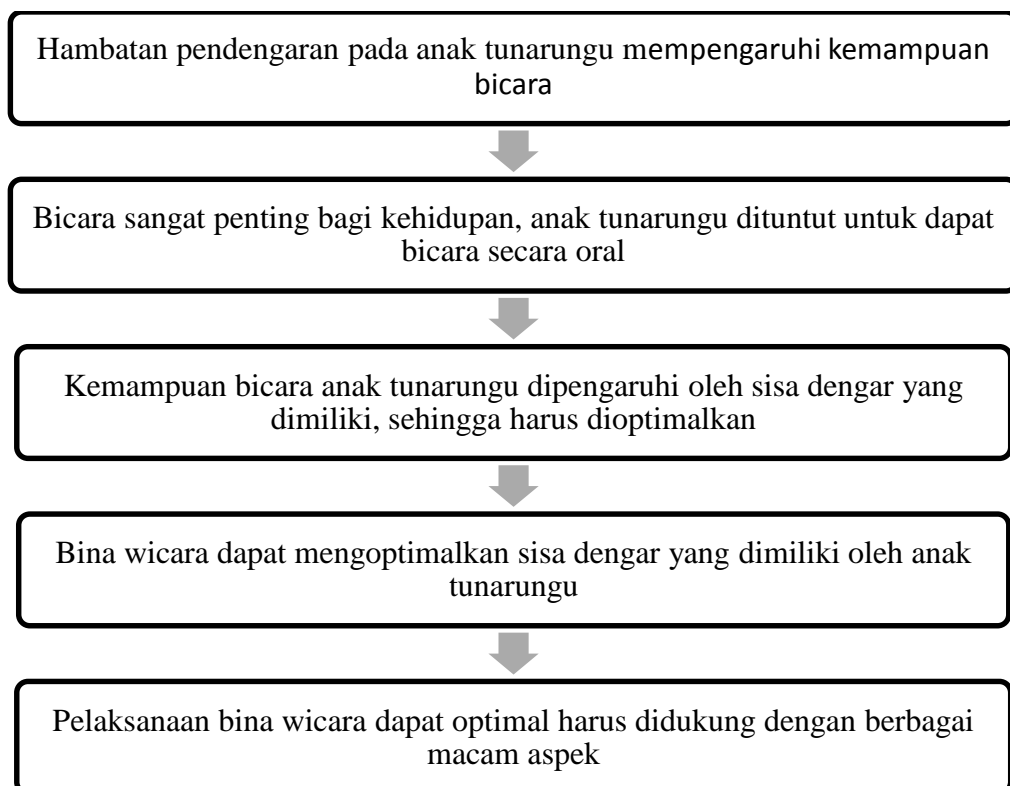 Hambatan pendengaran pada anak tunarungu mempengaruhi kemampuan
bicara
Bicara sangat penting bagi kehidupan, anak tunarungu dituntut untuk dapat
bicara secara oral
Kemampuan bicara anak tunarungu dipengaruhi oleh sisa dengar yang
dimiliki, sehingga harus dioptimalkan
Bina wicara dapat mengoptimalkan sisa dengar yang dimiliki oleh anak
tunarungu
Pelaksanaan bina wicara dapat optimal harus didukung dengan berbagai
macam aspek